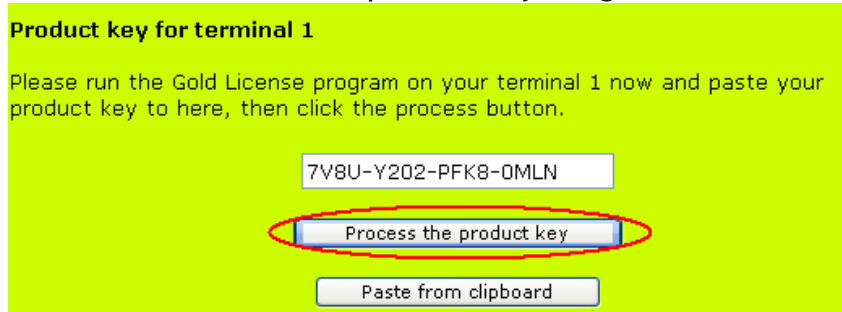 Product key for terminal 1
Please run the Gold License program on your terminal 1 now and paste your
product key to here, then click the process button.
7V8U-Y202-PFK8-0MLN
Process the product key
Paste from clipboard